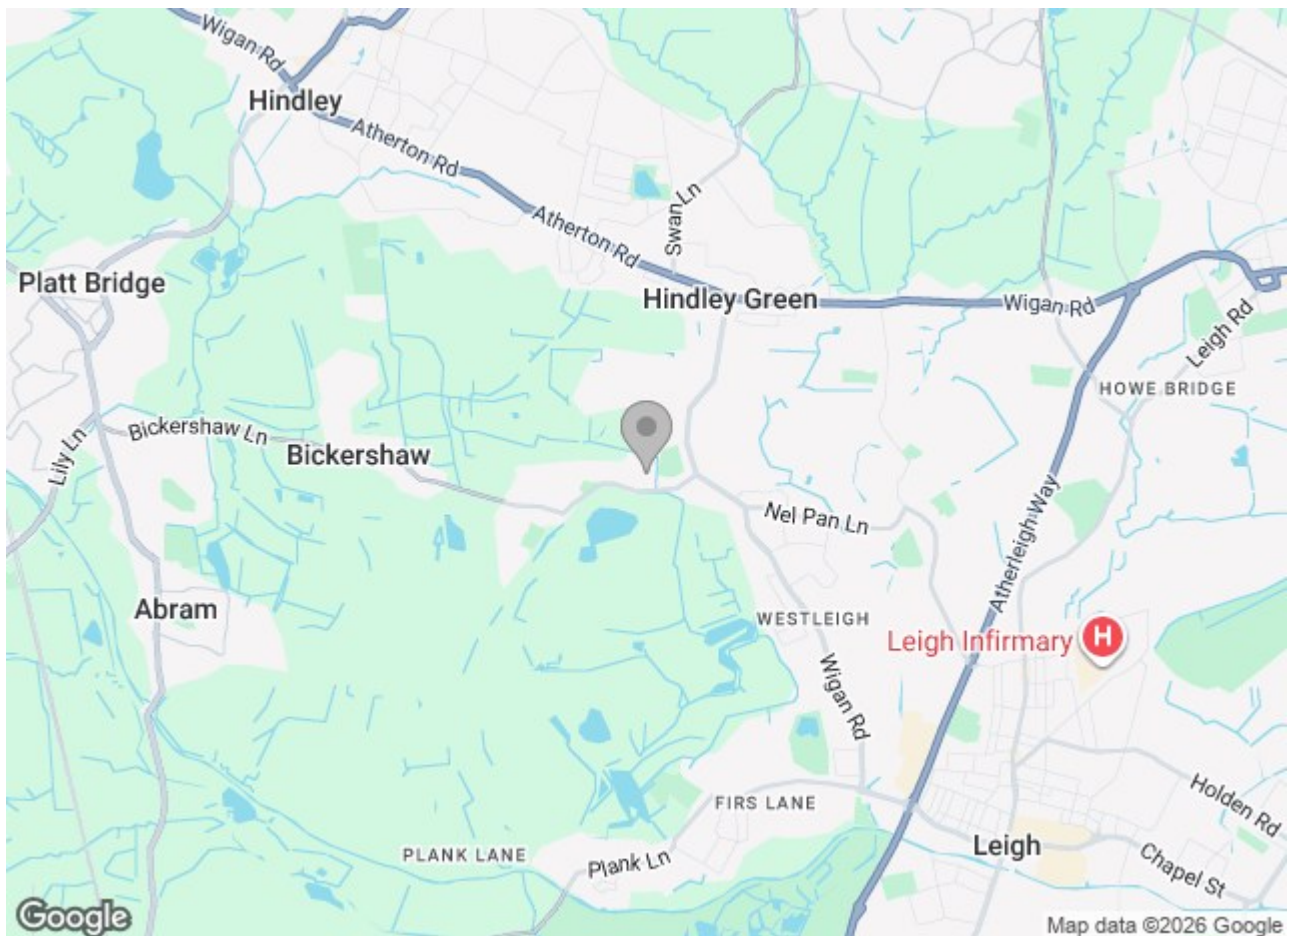 Wigan Rd
Hindley
Atherton Rd
Swan Ln
Atherton Rd
Platt Bridge
Hindley Green
Wigan Rd
Leigh Rd
HOWE BRIDGE
Bickershaw Ln
Lily Ln
Bickershaw
Nel Pan Ln
Atherleigh Way
Abram
WESTLEIGH
Leigh Infirmary
H
Wigan Rd
FIRS LANE
Holden Rd
PLANK LANE
Plank Ln
Leigh
Chapel St
Google
Map data ©2026 Google